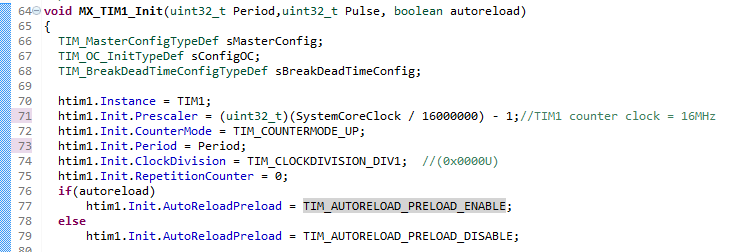 64 void MX_TIM1_Init(uint32_t Period,uint32_t Pulse, boolean autoreload)
65 {
66 TIM_MasterConfigTypeDef sMasterConfig;
67 TIM_OC_InitTypeDef sConfigOC;
68 TIM_BreakDeadTimeConfigTypeDef sBreakDeadTimeConfig;
69
70 htim1.Instance = TIM1;
71 htim1.Init.Prescaler = (uint32_t)(SystemCoreClock / 16000000) - 1;//TIM1 counter clock = 16MHz
72 htim1.Init.CounterMode = TIM_COUNTERMODE_UP;
73 htim1.Init.Period = Period;
74 htim1.Init.ClockDivision = TIM_CLOCKDIVISION_DIV1; //(0x0000U)
75 htim1.Init.RepetitionCounter = 0;
76 if(autoreload)
77 htim1.Init.AutoReloadPreload = TIM_AUTORELOAD_PRELOAD_ENABLE;
78 else
79 htim1.Init.AutoReloadPreload = TIM_AUTORELOAD_PRELOAD_DISABLE;